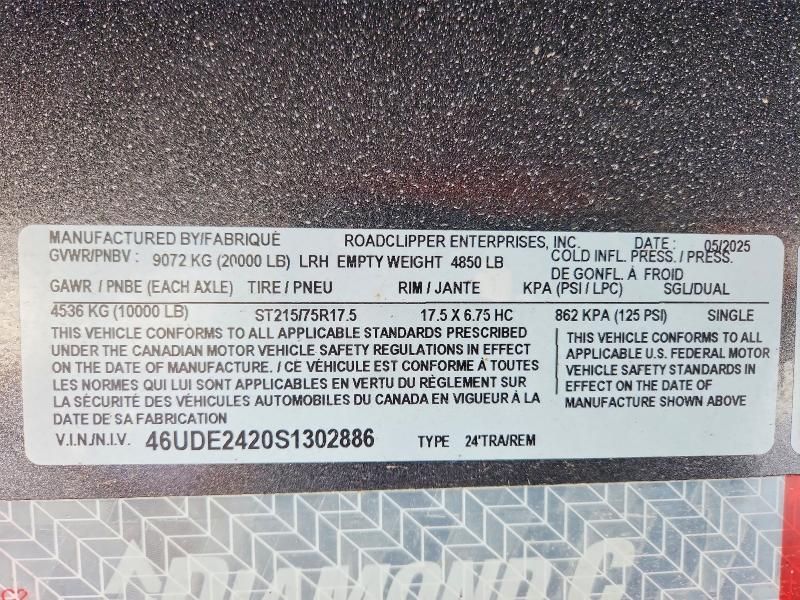 MANUFACTURED BY/FABRIQUÉ ROADCLIPPER ENTERPRISES, INC. DATE: 05/2025
GVWR/PNBV: 9072 KG (20000 LB) LRH EMPTY WEIGHT 4850 LB COLD INFL. PRESS./PRESS.
DE GONFL. À FROID
GAWR / PNBE (EACH AXLE) TIRE / PNEU RIM / JANTE KPA (PSI / LPC) SGL/DUAL
4536 KG (10000 LB) ST215/75R17.5 17.5 X 6.75 HC 862 KPA (125 PSI) SINGLE
THIS VEHICLE CONFORMS TO ALL APPLICABLE STANDARDS PRESCRIBED
UNDER THE CANADIAN MOTOR VEHICLE SAFETY REGULATIONS IN EFFECT
ON THE DATE OF MANUFACTURE. / CE VÉHICULE EST CONFORME À TOUTES
LES NORMES QUI LUI SONT APPLICABLES EN VERTU DU RÈGLEMENT SUR
LA SÉCURITÉ DES VÉHICULES AUTOMOBILES DU CANADA EN VIGUEUR À LA
DATE DE SA FABRICATION
THIS VEHICLE CONFORMS TO ALL
APPLICABLE U.S. FEDERAL MOTOR
VEHICLE SAFETY STANDARDS IN
EFFECT ON THE DATE OF
MANUFACTURE SHOWN ABOVE
V.I.N./N.I.V. 46UDE2420S1302886 TYPE 24'TRA/REM
DIAMOND C
C2